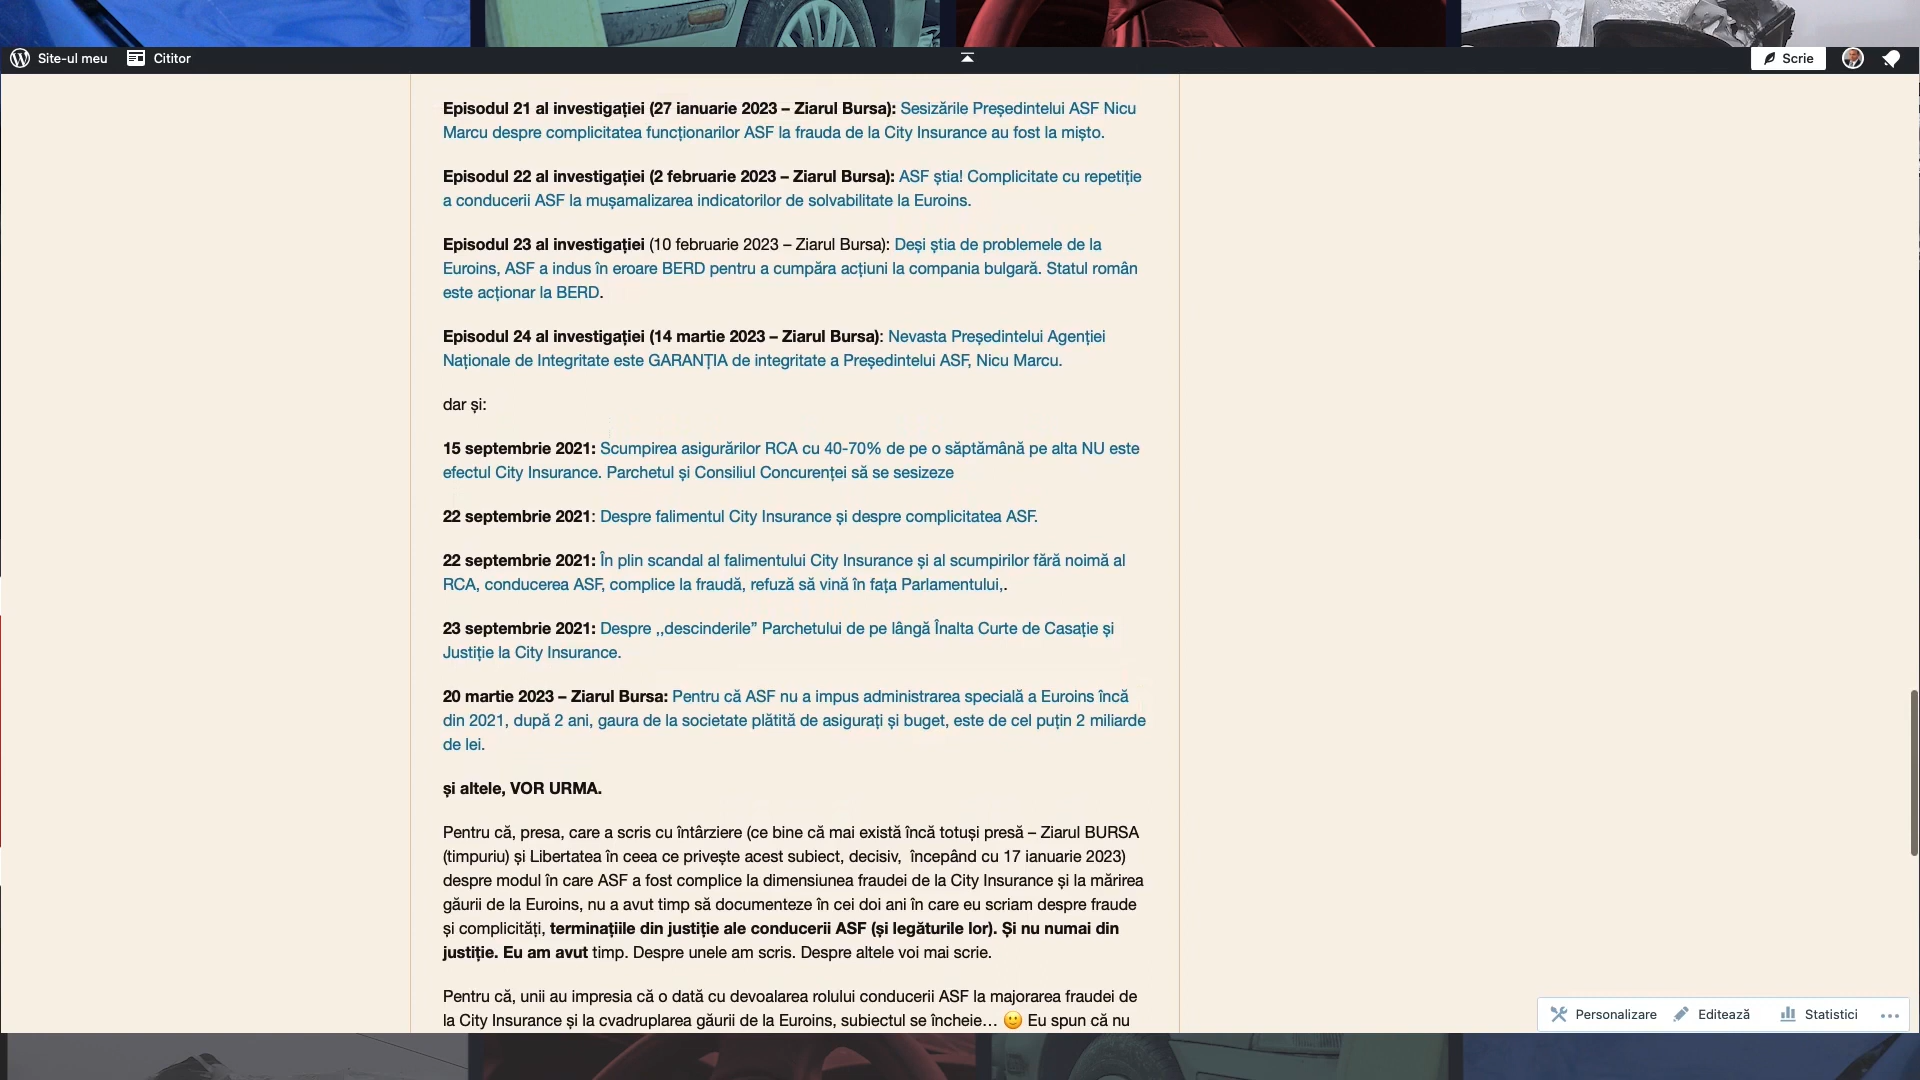 Site-ul meu
Cititor
Scrie
Episodul 21 al investigației (27 ianuarie 2023 – Ziarul Bursa): Sesizările Președintelui ASF Nicu
Marcu despre complicitatea funcționarilor ASF la frauda de la City Insurance au fost la mișto.
Episodul 22 al investigației (2 februarie 2023 – Ziarul Bursa): ASF știa! Complicitate cu repetiție
a conducerii ASF la mușamalizarea indicatorilor de solvabilitate la Euroins.
Episodul 23 al investigației (10 februarie 2023 – Ziarul Bursa): Deși știa de problemele de la
Euroins, ASF a indus în eroare BERD pentru a cumpăra acțiuni la compania bulgară. Statul român
este acționar la BERD.
Episodul 24 al investigației (14 martie 2023 – Ziarul Bursa): Nevasta Președintelui Agenției
Naționale de Integritate este GARANȚIA de integritate a Președintelui ASF, Nicu Marcu.
dar și:
15 septembrie 2021: Scumpirea asigurărilor RCA cu 40-70% de pe o săptămână pe alta NU este
efectul City Insurance. Parchetul și Consiliul Concurenței să se sesizeze
22 septembrie 2021: Despre falimentul City Insurance și despre complicitatea ASF.
22 septembrie 2021: În plin scandal al falimentului City Insurance și al scumpirilor fără noimă al
RCA, conducerea ASF, complice la fraudă, refuză să vină în fața Parlamentului,.
23 septembrie 2021: Despre ,,descinderile” Parchetului de pe lângă Înalta Curte de Casație și
Justiție la City Insurance.
20 martie 2023 – Ziarul Bursa: Pentru că ASF nu a impus administrarea specială a Euroins încă
din 2021, după 2 ani, gaura de la societate plătită de asigurați și buget, este de cel puțin 2 miliarde
de lei.
și altele, VOR URMA.
Pentru că, presa, care a scris cu întârziere (ce bine că mai există încă totuși presă – Ziarul BURSA
(timpuriu) și Libertatea în ceea ce privește acest subiect, decisiv,  începând cu 17 ianuarie 2023)
despre modul în care ASF a fost complice la dimensiunea fraudei de la City Insurance și la mărirea
găurii de la Euroins, nu a avut timp să documenteze în cei doi ani în care eu scriam despre fraude
și complicități, terminațiile din justiție ale conducerii ASF (și legăturile lor). Și nu numai din
justiție. Eu am avut timp. Despre unele am scris. Despre altele voi mai scrie.
Pentru că, unii au impresia că o dată cu devoalarea rolului conducerii ASF la majorarea fraudei de
la City Insurance și la cvadruplarea găurii de la Euroins, subiectul se încheie… 🙂 Eu spun că nu
Personalizare
Editează
Statistici